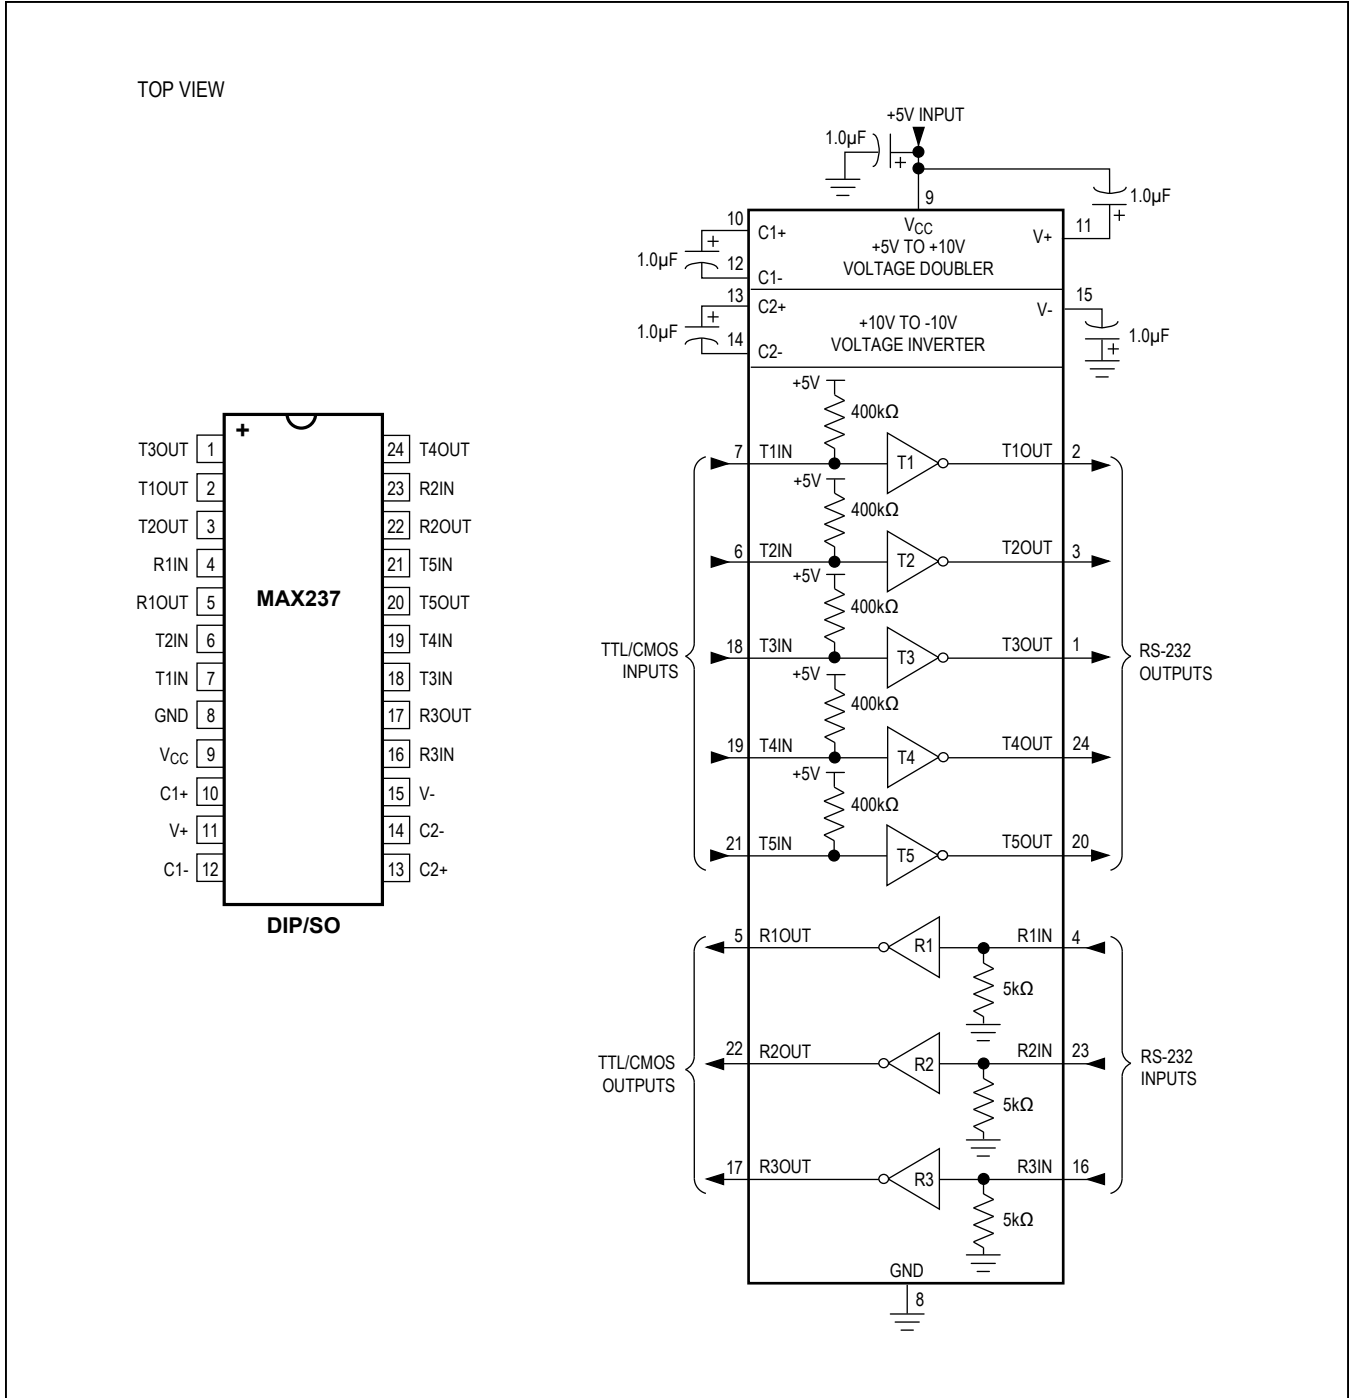 TOP VIEW
MAX237
+
T3OUT 1
T1OUT 2
T2OUT 3
R1IN 4
R1OUT 5
T2IN 6
T1IN 7
GND 8
VCC 9
C1+ 10
V+ 11
C1- 12
24 T4OUT
23 R2IN
22 R2OUT
21 T5IN
20 T5OUT
19 T4IN
18 T3IN
17 R3OUT
16 R3IN
15 V-
14 C2-
13 C2+
DIP/SO
+5V INPUT
1.0µF
+
9
1.0µF
+
10
C1+
VCC
+5V TO +10V
VOLTAGE DOUBLER
V+
11
1.0µF
+
12
C1-
13
C2+
+10V TO -10V
VOLTAGE INVERTER
V-
15
1.0µF
+
14
C2-
1.0µF
+
TTL/CMOS
INPUTS
+5V
400kΩ
7 T1IN T1 T1OUT 2
+5V
400kΩ
6 T2IN T2 T2OUT 3
+5V
400kΩ
18 T3IN T3 T3OUT 1
+5V
400kΩ
19 T4IN T4 T4OUT 24
+5V
400kΩ
21 T5IN T5 T5OUT 20
RS-232
OUTPUTS
TTL/CMOS
OUTPUTS
5 R1OUT R1 R1IN 4
5kΩ
22 R2OUT R2 R2IN 23
5kΩ
17 R3OUT R3 R3IN 16
5kΩ
RS-232
INPUTS
GND
8